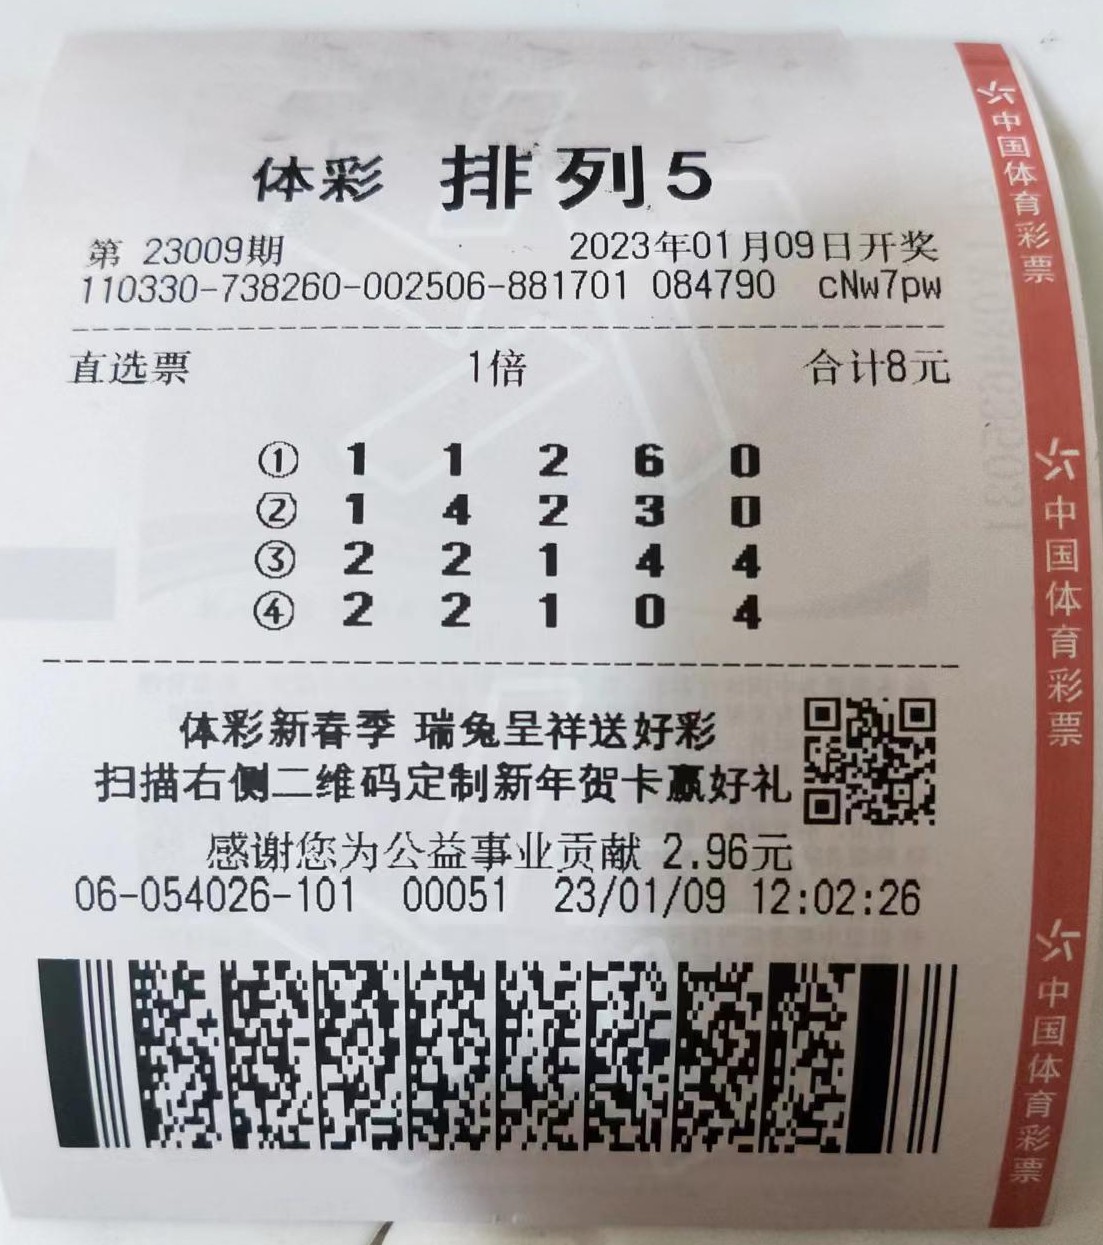 体彩 排列5
第 23009期 2023年01月09日开奖
110330-738260-002506-881701 084790 cNw7pw
直选票 1倍 合计8元
① 1 1 2 6 0
② 1 4 2 3 0
③ 2 2 1 4 4
④ 2 2 1 0 4
体彩新春季 瑞兔呈祥送好彩
扫描右侧二维码定制新年贺卡赢好礼
感谢您为公益事业贡献 2.96元
06-054026-101 00051 23/01/09 12:02:26
中国体育彩票
中国体育彩票
中国体育彩票